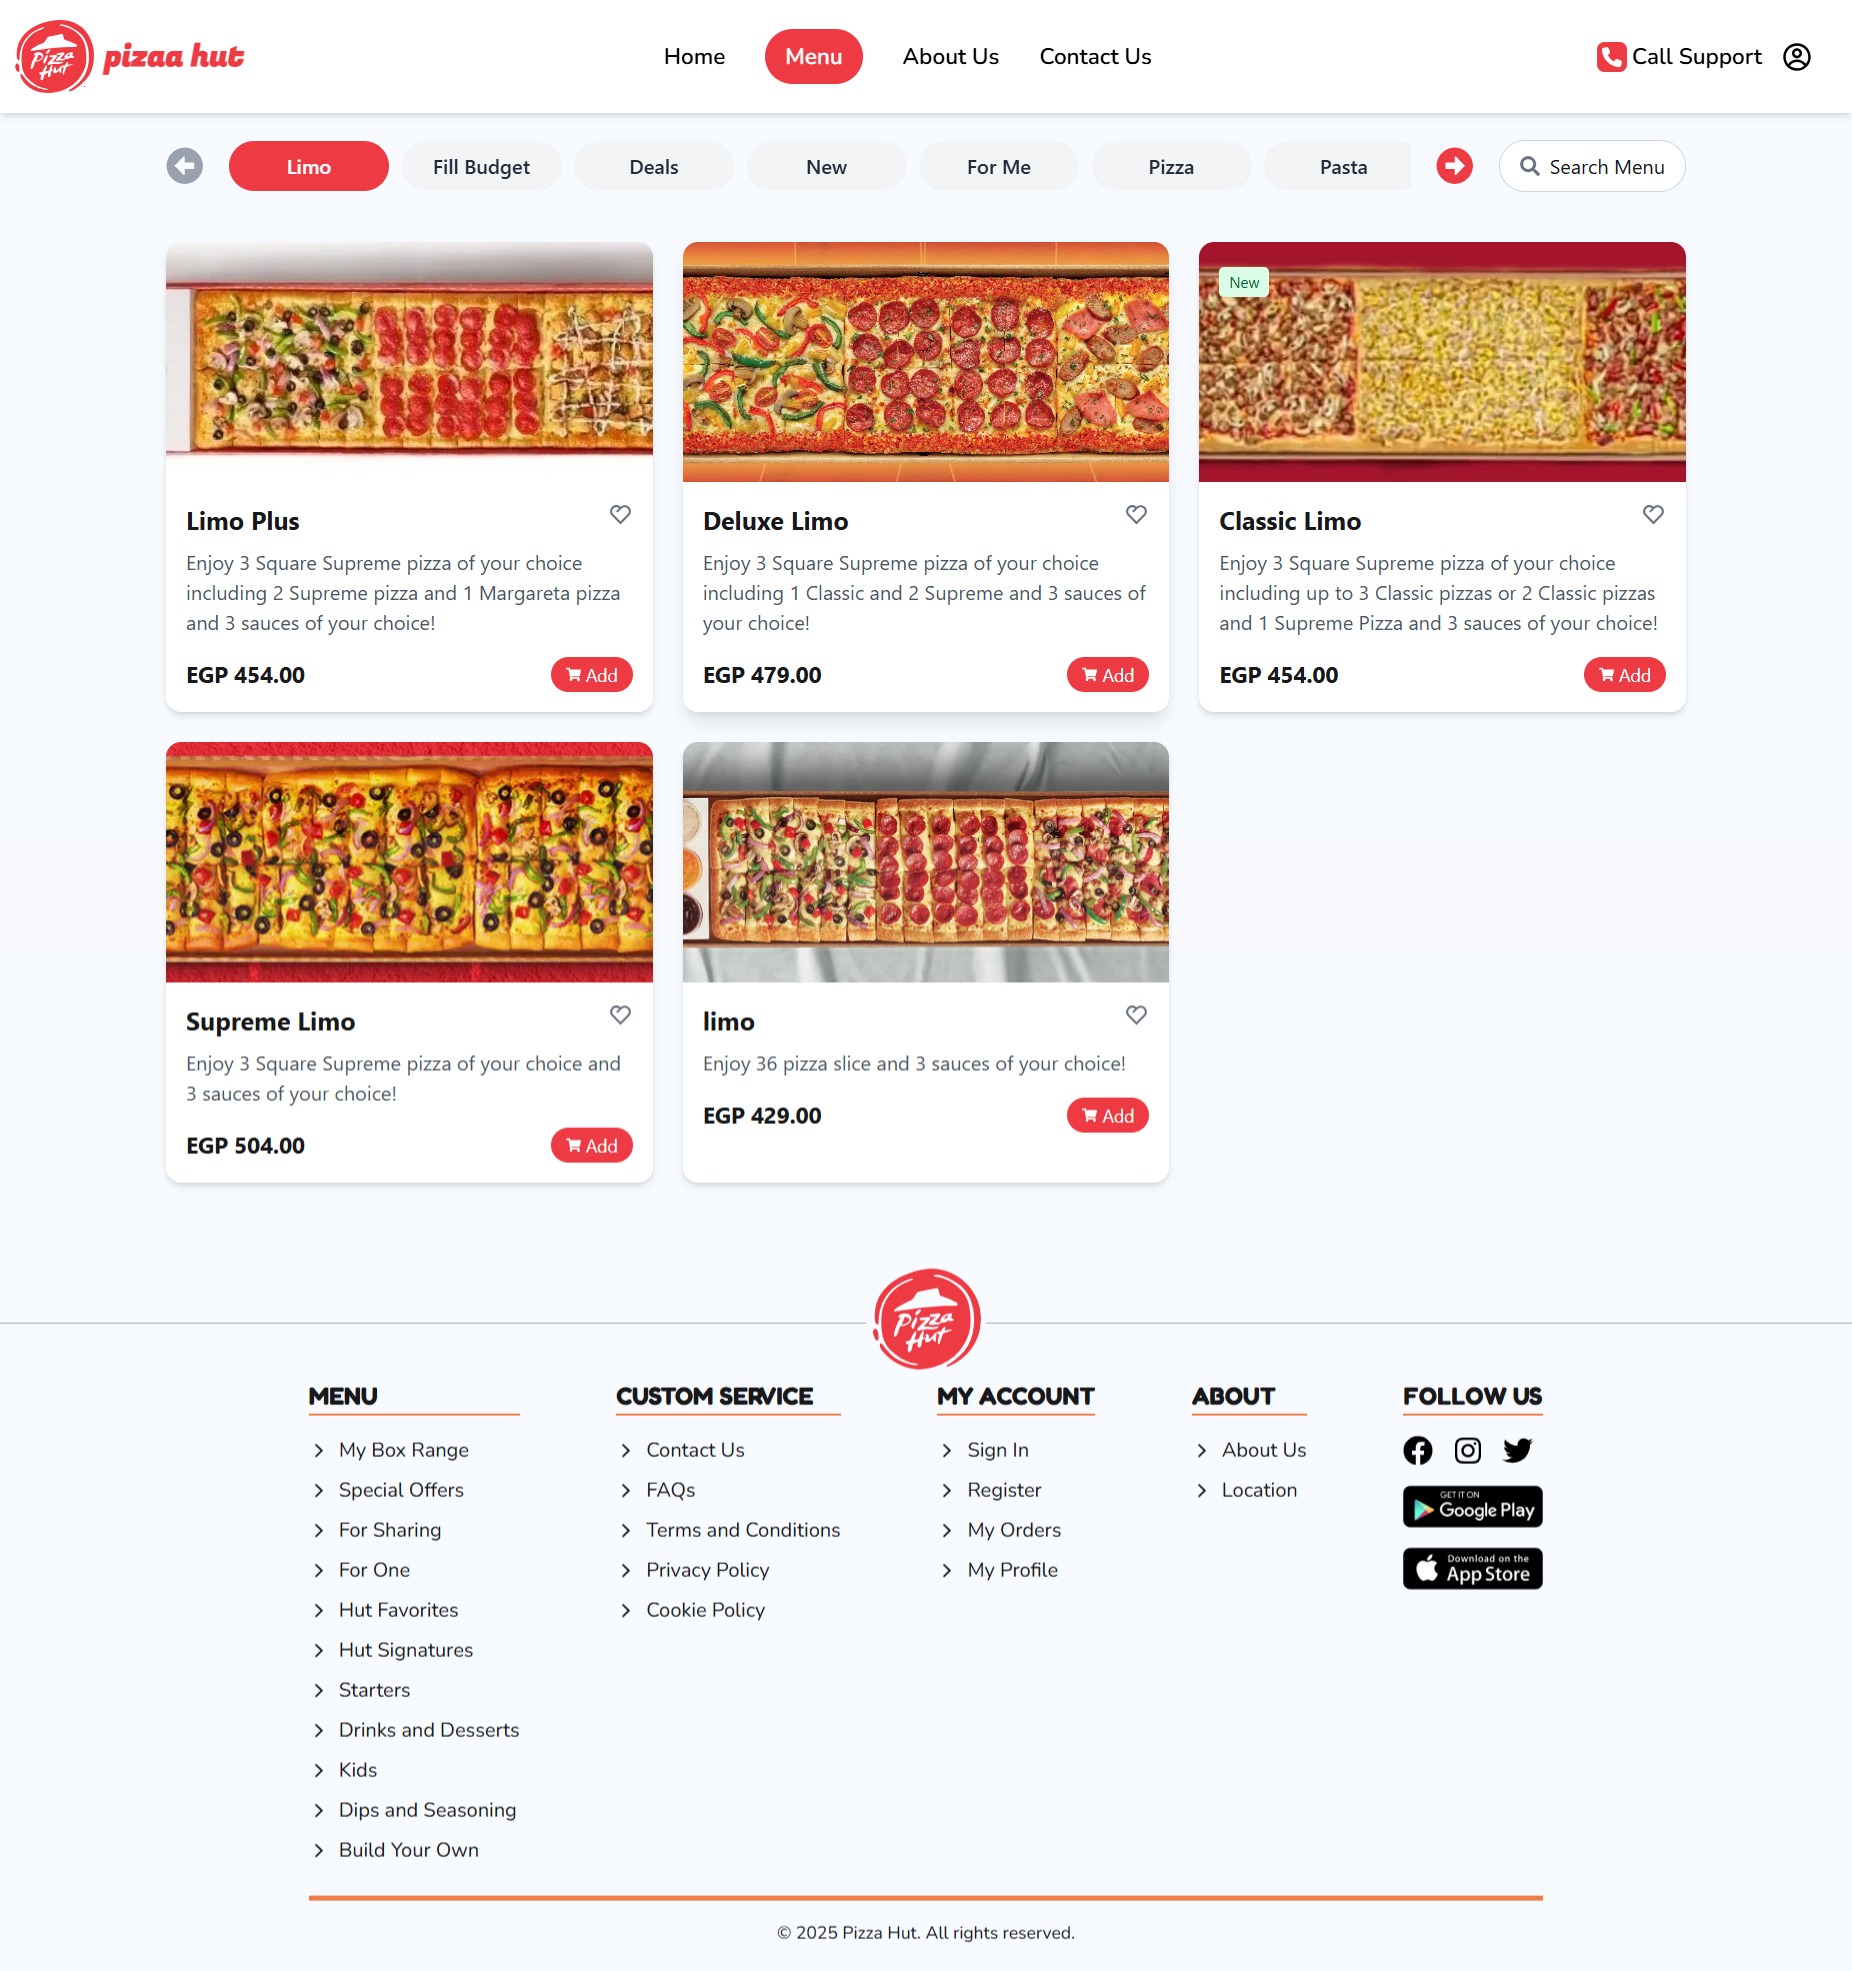 Pizza
Hut
pizaa hut
Home
Menu
About Us
Contact Us
Call Support
Limo
Fill Budget
Deals
New
For Me
Pizza
Pasta
Search Menu
New
Limo Plus
Enjoy 3 Square Supreme pizza of your choice
including 2 Supreme pizza and 1 Margareta pizza
and 3 sauces of your choice!
EGP 454.00
Add
Deluxe Limo
Enjoy 3 Square Supreme pizza of your choice
including 1 Classic and 2 Supreme and 3 sauces of
your choice!
EGP 479.00
Add
Classic Limo
Enjoy 3 Square Supreme pizza of your choice
including up to 3 Classic pizzas or 2 Classic pizzas
and 1 Supreme Pizza and 3 sauces of your choice!
EGP 454.00
Add
Supreme Limo
Enjoy 3 Square Supreme pizza of your choice and
3 sauces of your choice!
EGP 504.00
Add
limo
Enjoy 36 pizza slice and 3 sauces of your choice!
EGP 429.00
Add
Pizza
Hut
MENU
My Box Range
Special Offers
For Sharing
For One
Hut Favorites
Hut Signatures
Starters
Drinks and Desserts
Kids
Dips and Seasoning
Build Your Own
CUSTOM SERVICE
Contact Us
FAQs
Terms and Conditions
Privacy Policy
Cookie Policy
MY ACCOUNT
Sign In
Register
My Orders
My Profile
ABOUT
About Us
Location
FOLLOW US
GET IT ON
Google Play
Download on the
App Store
© 2025 Pizza Hut. All rights reserved.